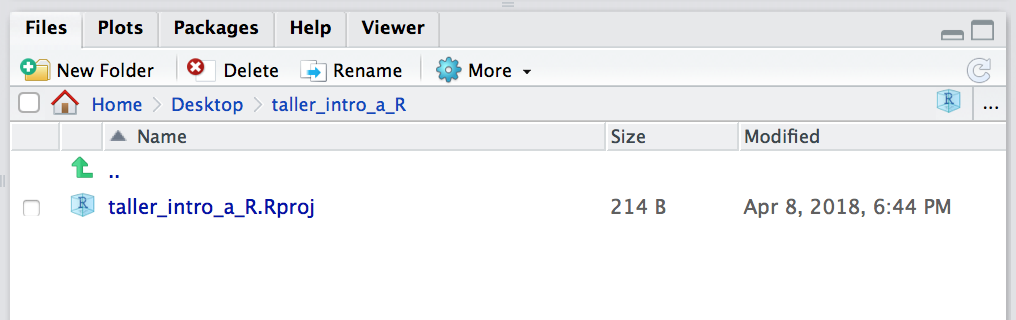 Files Plots Packages Help Viewer
New Folder Delete Rename More
Home Desktop taller_intro_a_R R ...
Name Size Modified
..
R taller_intro_a_R.Rproj 214 B Apr 8, 2018, 6:44 PM